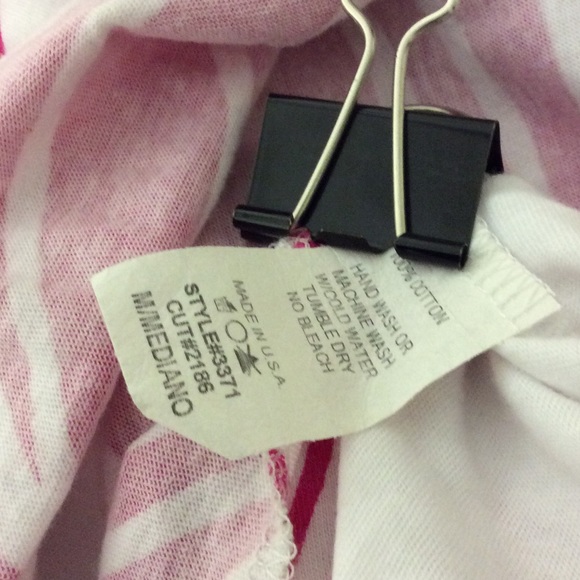 100% COTTON
HAND WASH OR
MACHINE WASH
W/COLD WATER
TUMBLE DRY
NO BLEACH
MADE IN U.S.A
STYLE#3371
CUT#2186
M/MEDIANO